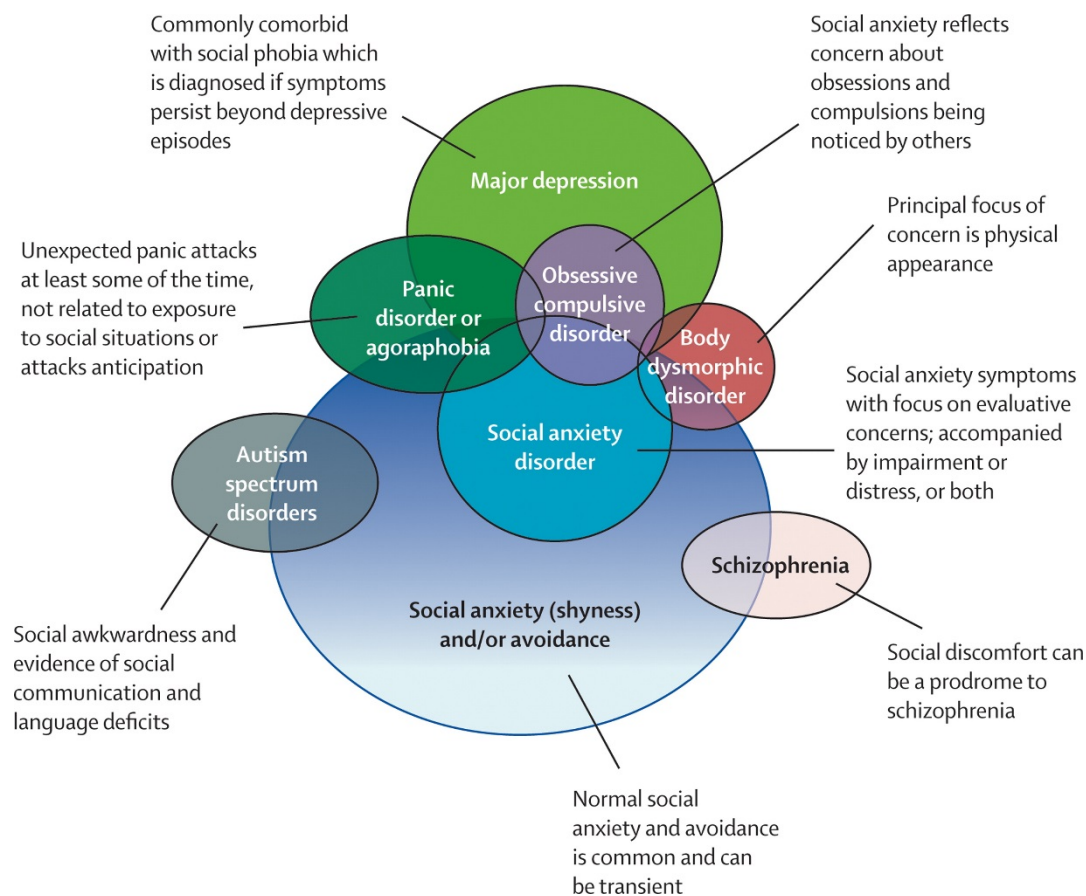 Commonly comorbid
with social phobia which
is diagnosed if symptoms
persist beyond depressive
episodes
Social anxiety reflects
concern about
obsessions and
compulsions being
noticed by others
Major depression
Principal focus of
concern is physical
appearance
Unexpected panic attacks
at least some of the time,
not related to exposure
to social situations or
attacks anticipation
Panic
disorder or
agoraphobia
Obsessive
compulsive
disorder
Body
dysmorphic
disorder
Social anxiety symptoms
with focus on evaluative
concerns; accompanied
by impairment or
distress, or both
Social anxiety
disorder
Autism
spectrum
disorders
Schizophrenia
Social anxiety (shyness)
and/or avoidance
Social awkwardness and
evidence of social
communication and
language deficits
Social discomfort can
be a prodrome to
schizophrenia
Normal social
anxiety and avoidance
is common and can
be transient